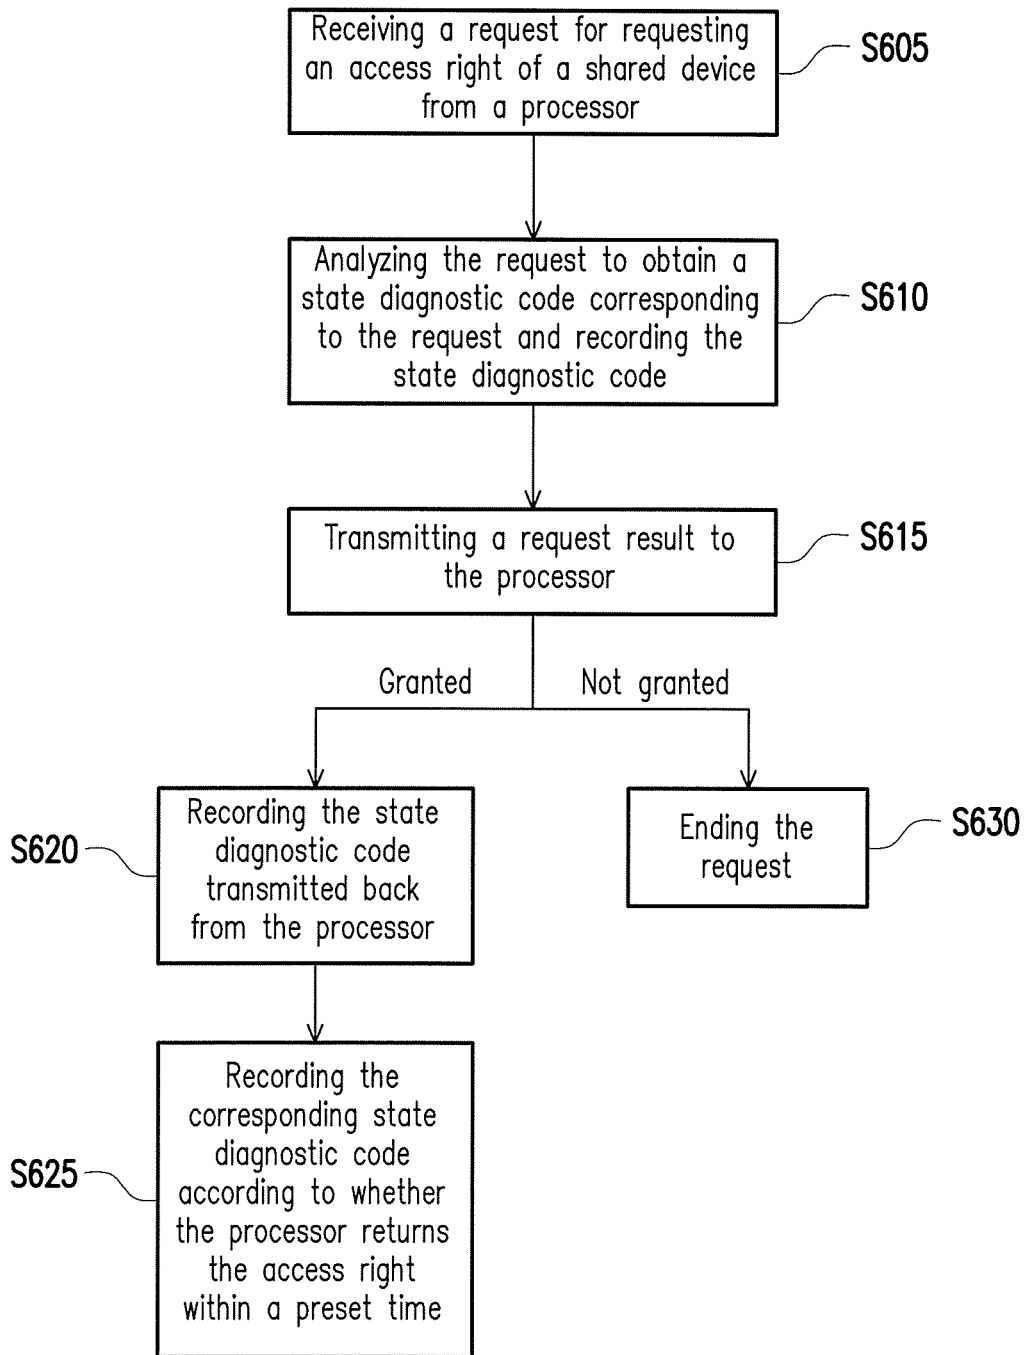 Receiving a request for requesting
an access right of a shared device
from a processor
S605
Analyzing the request to obtain a
state diagnostic code corresponding
to the request and recording the
state diagnostic code
S610
Transmitting a request result to
the processor
S615
Granted
Not granted
Recording the state
diagnostic code
transmitted back
from the processor
S620
Ending the
request
S630
Recording the
corresponding state
diagnostic code
according to whether
the processor returns
the access right
within a preset time
S625